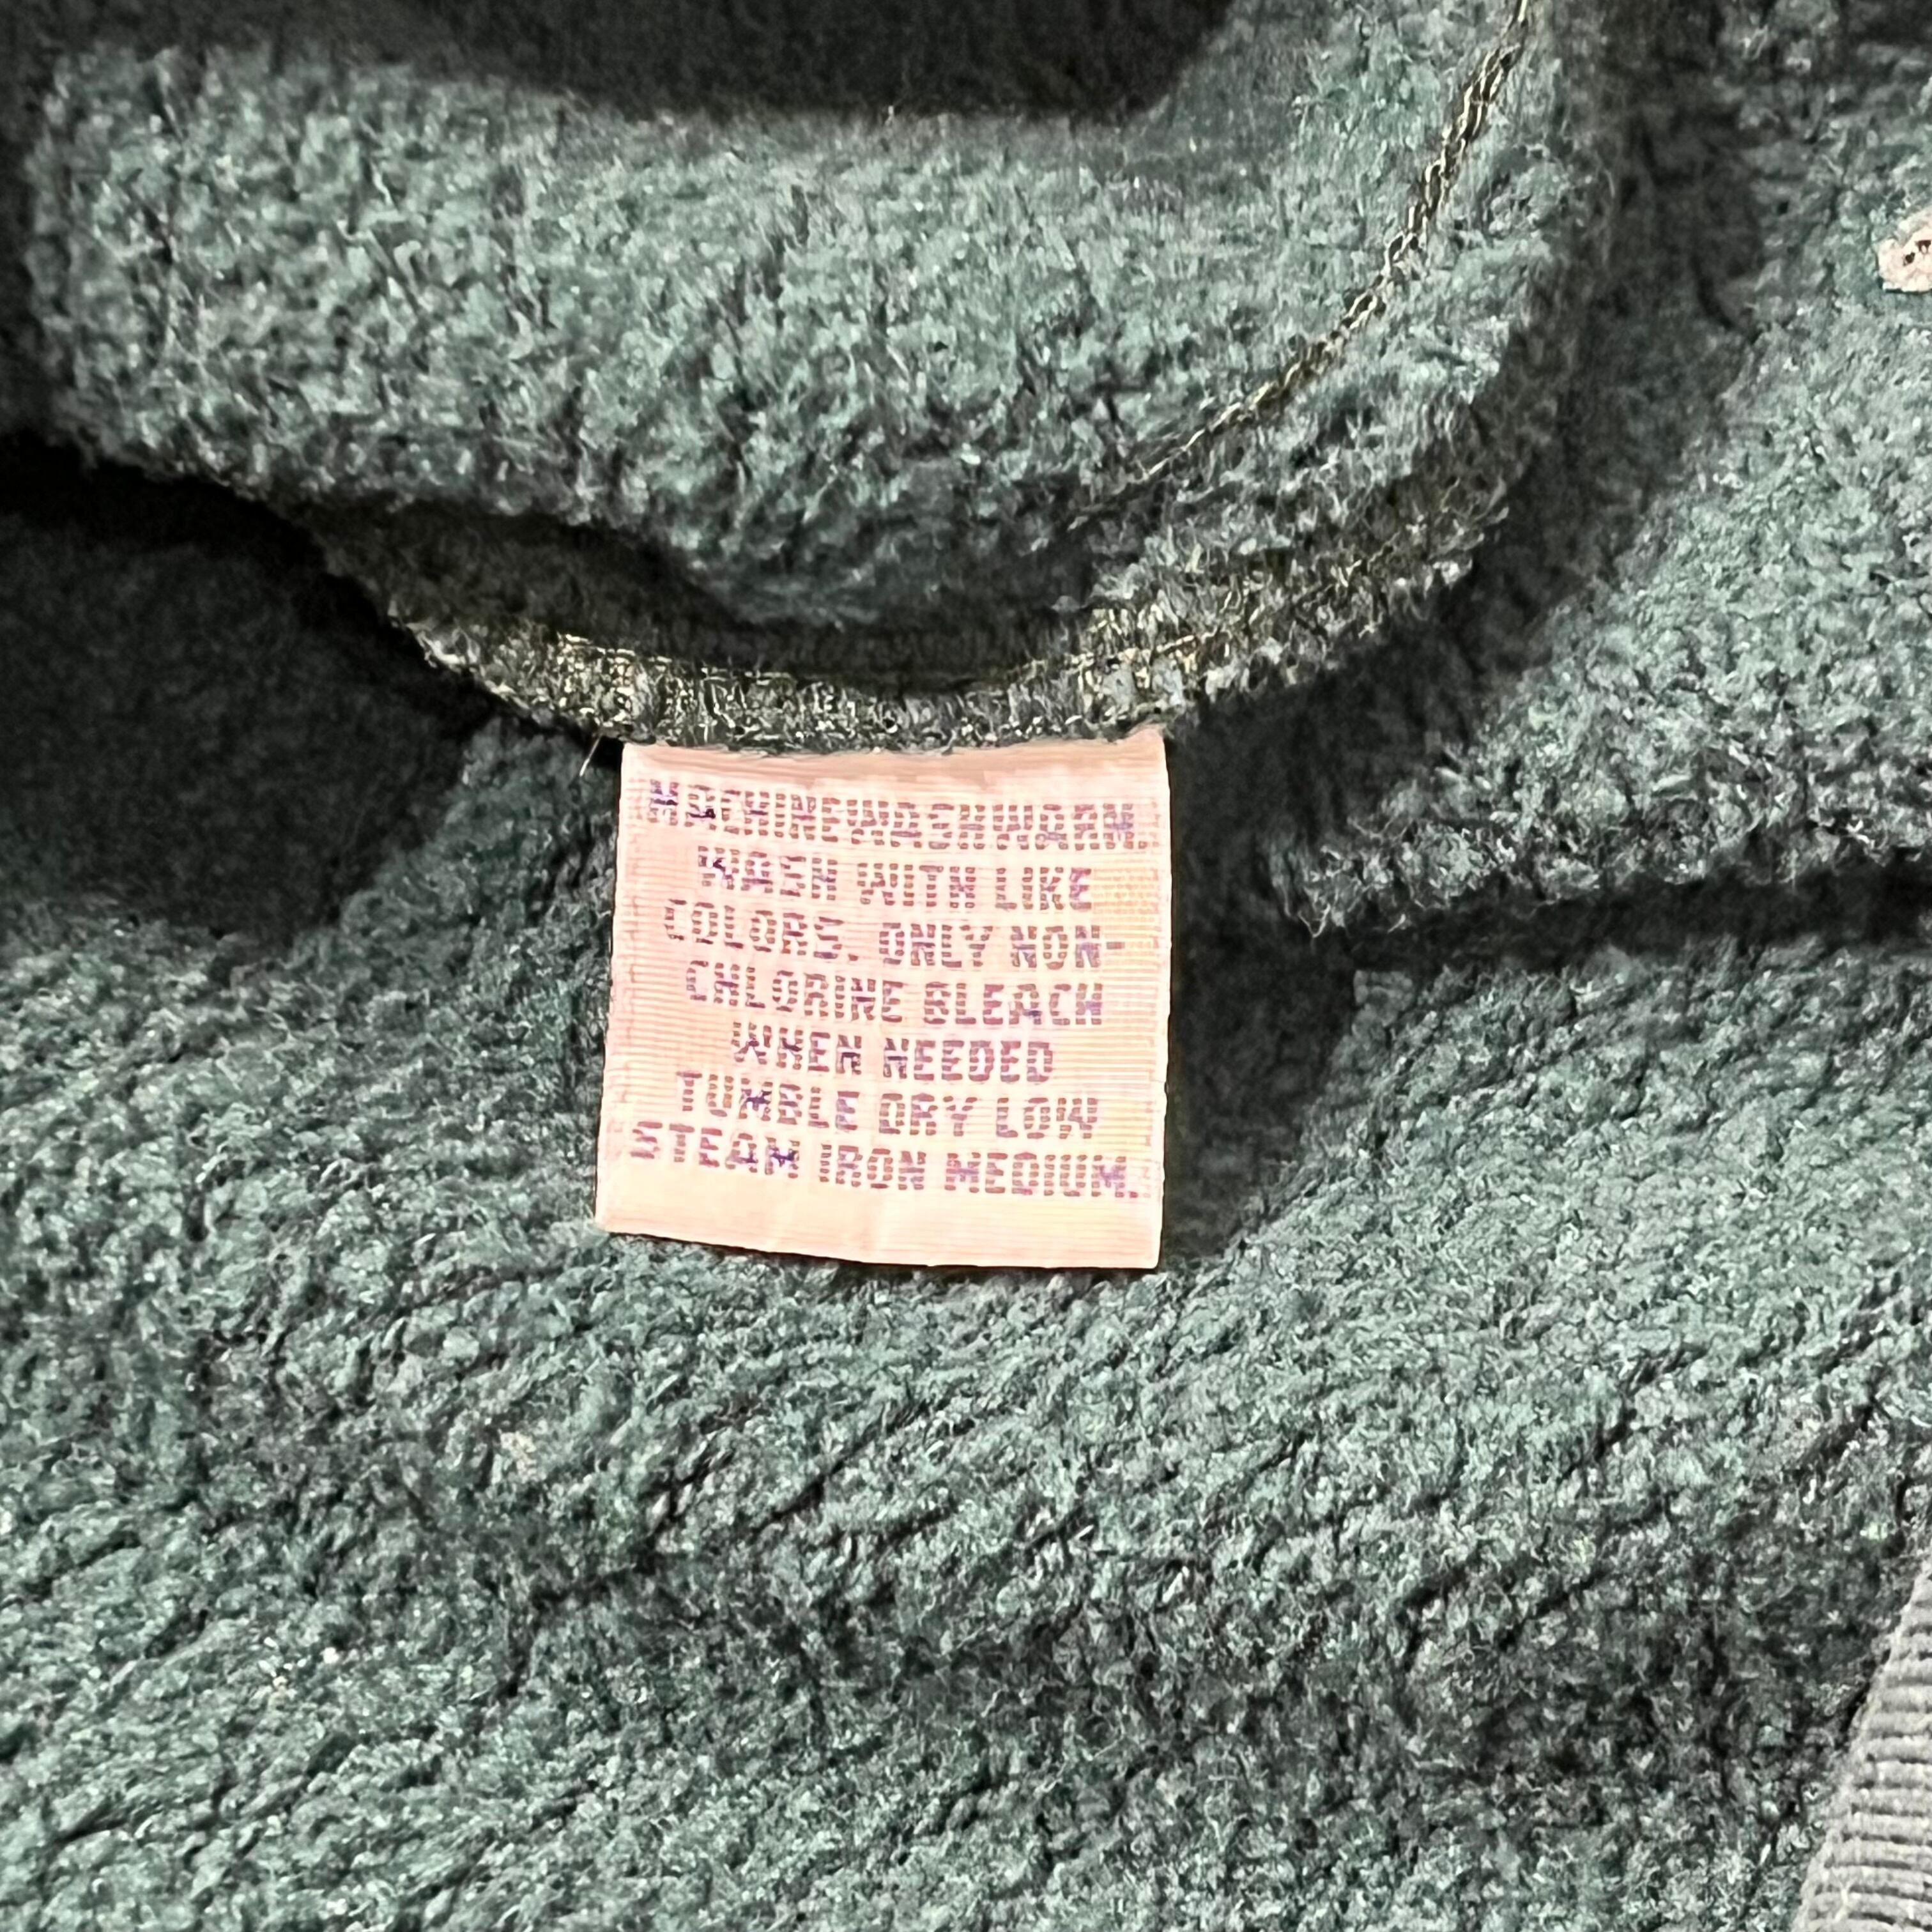 MACHINEWASHWARM.
WASH WITH LIKE
COLORS. ONLY NON-
CHLORINE BLEACH
WHEN NEEDED
TUMBLE DRY LOW
STEAM IRON MEDIUM.